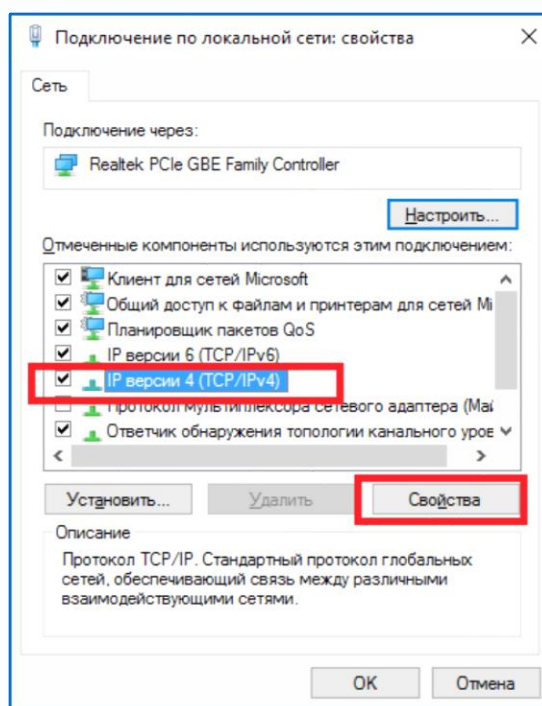 Подключение по локальной сети: свойства
Сеть
Подключение через:
Realtek PCIe GBE Family Controller
Настроить...
Отмеченные компоненты используются этим подключением:
Клиент для сетей Microsoft
Общий доступ к файлам и принтерам для сетей Mi
Планировщик пакетов QoS
IP версии 6 (TCP/IPv6)
IP версии 4 (TCP/IPv4)
Протокол мультиплексора сетевого адаптера (Май
Ответчик обнаружения топологии канального уров
Установить...
Удалить
Свойства
Описание
Протокол TCP/IP. Стандартный протокол глобальных
сетей, обеспечивающий связь между различными
взаимодействующими сетями.
OK
Отмена